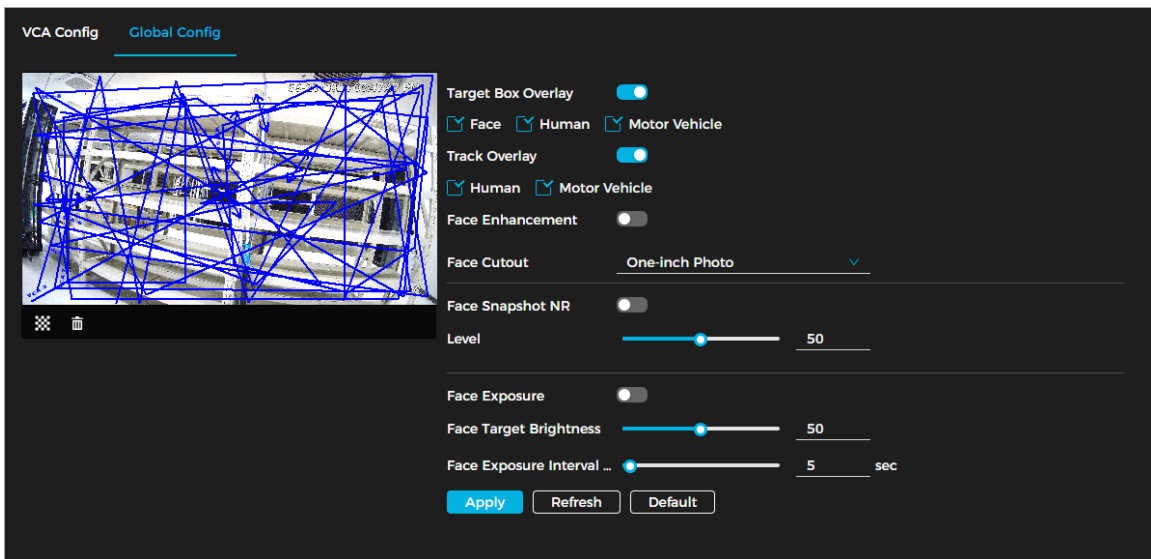 VCA Config Global Config
Target Box Overlay
Face Human Motor Vehicle
Track Overlay
Human Motor Vehicle
Face Enhancement
Face Cutout One-inch Photo
Face Snapshot NR
Level 50
Face Exposure
Face Target Brightness 50
Face Exposure Interval ... 5 sec
Apply Refresh Default